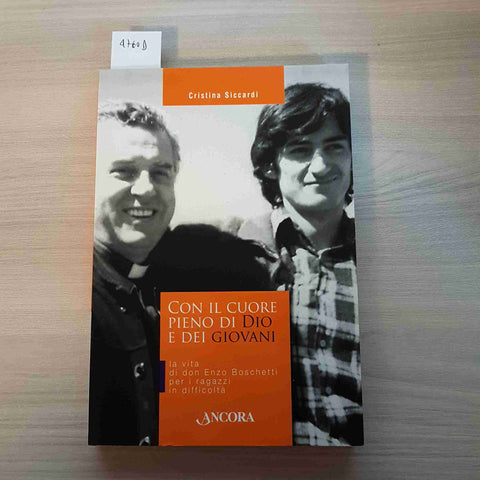 4760 D
Cristina Siccardi
CON IL CUORE
PIENO DI DIO
E DEI GIOVANI
la vita
di don Enzo Boschetti
per i ragazzi
in difficoltà
ANCORA